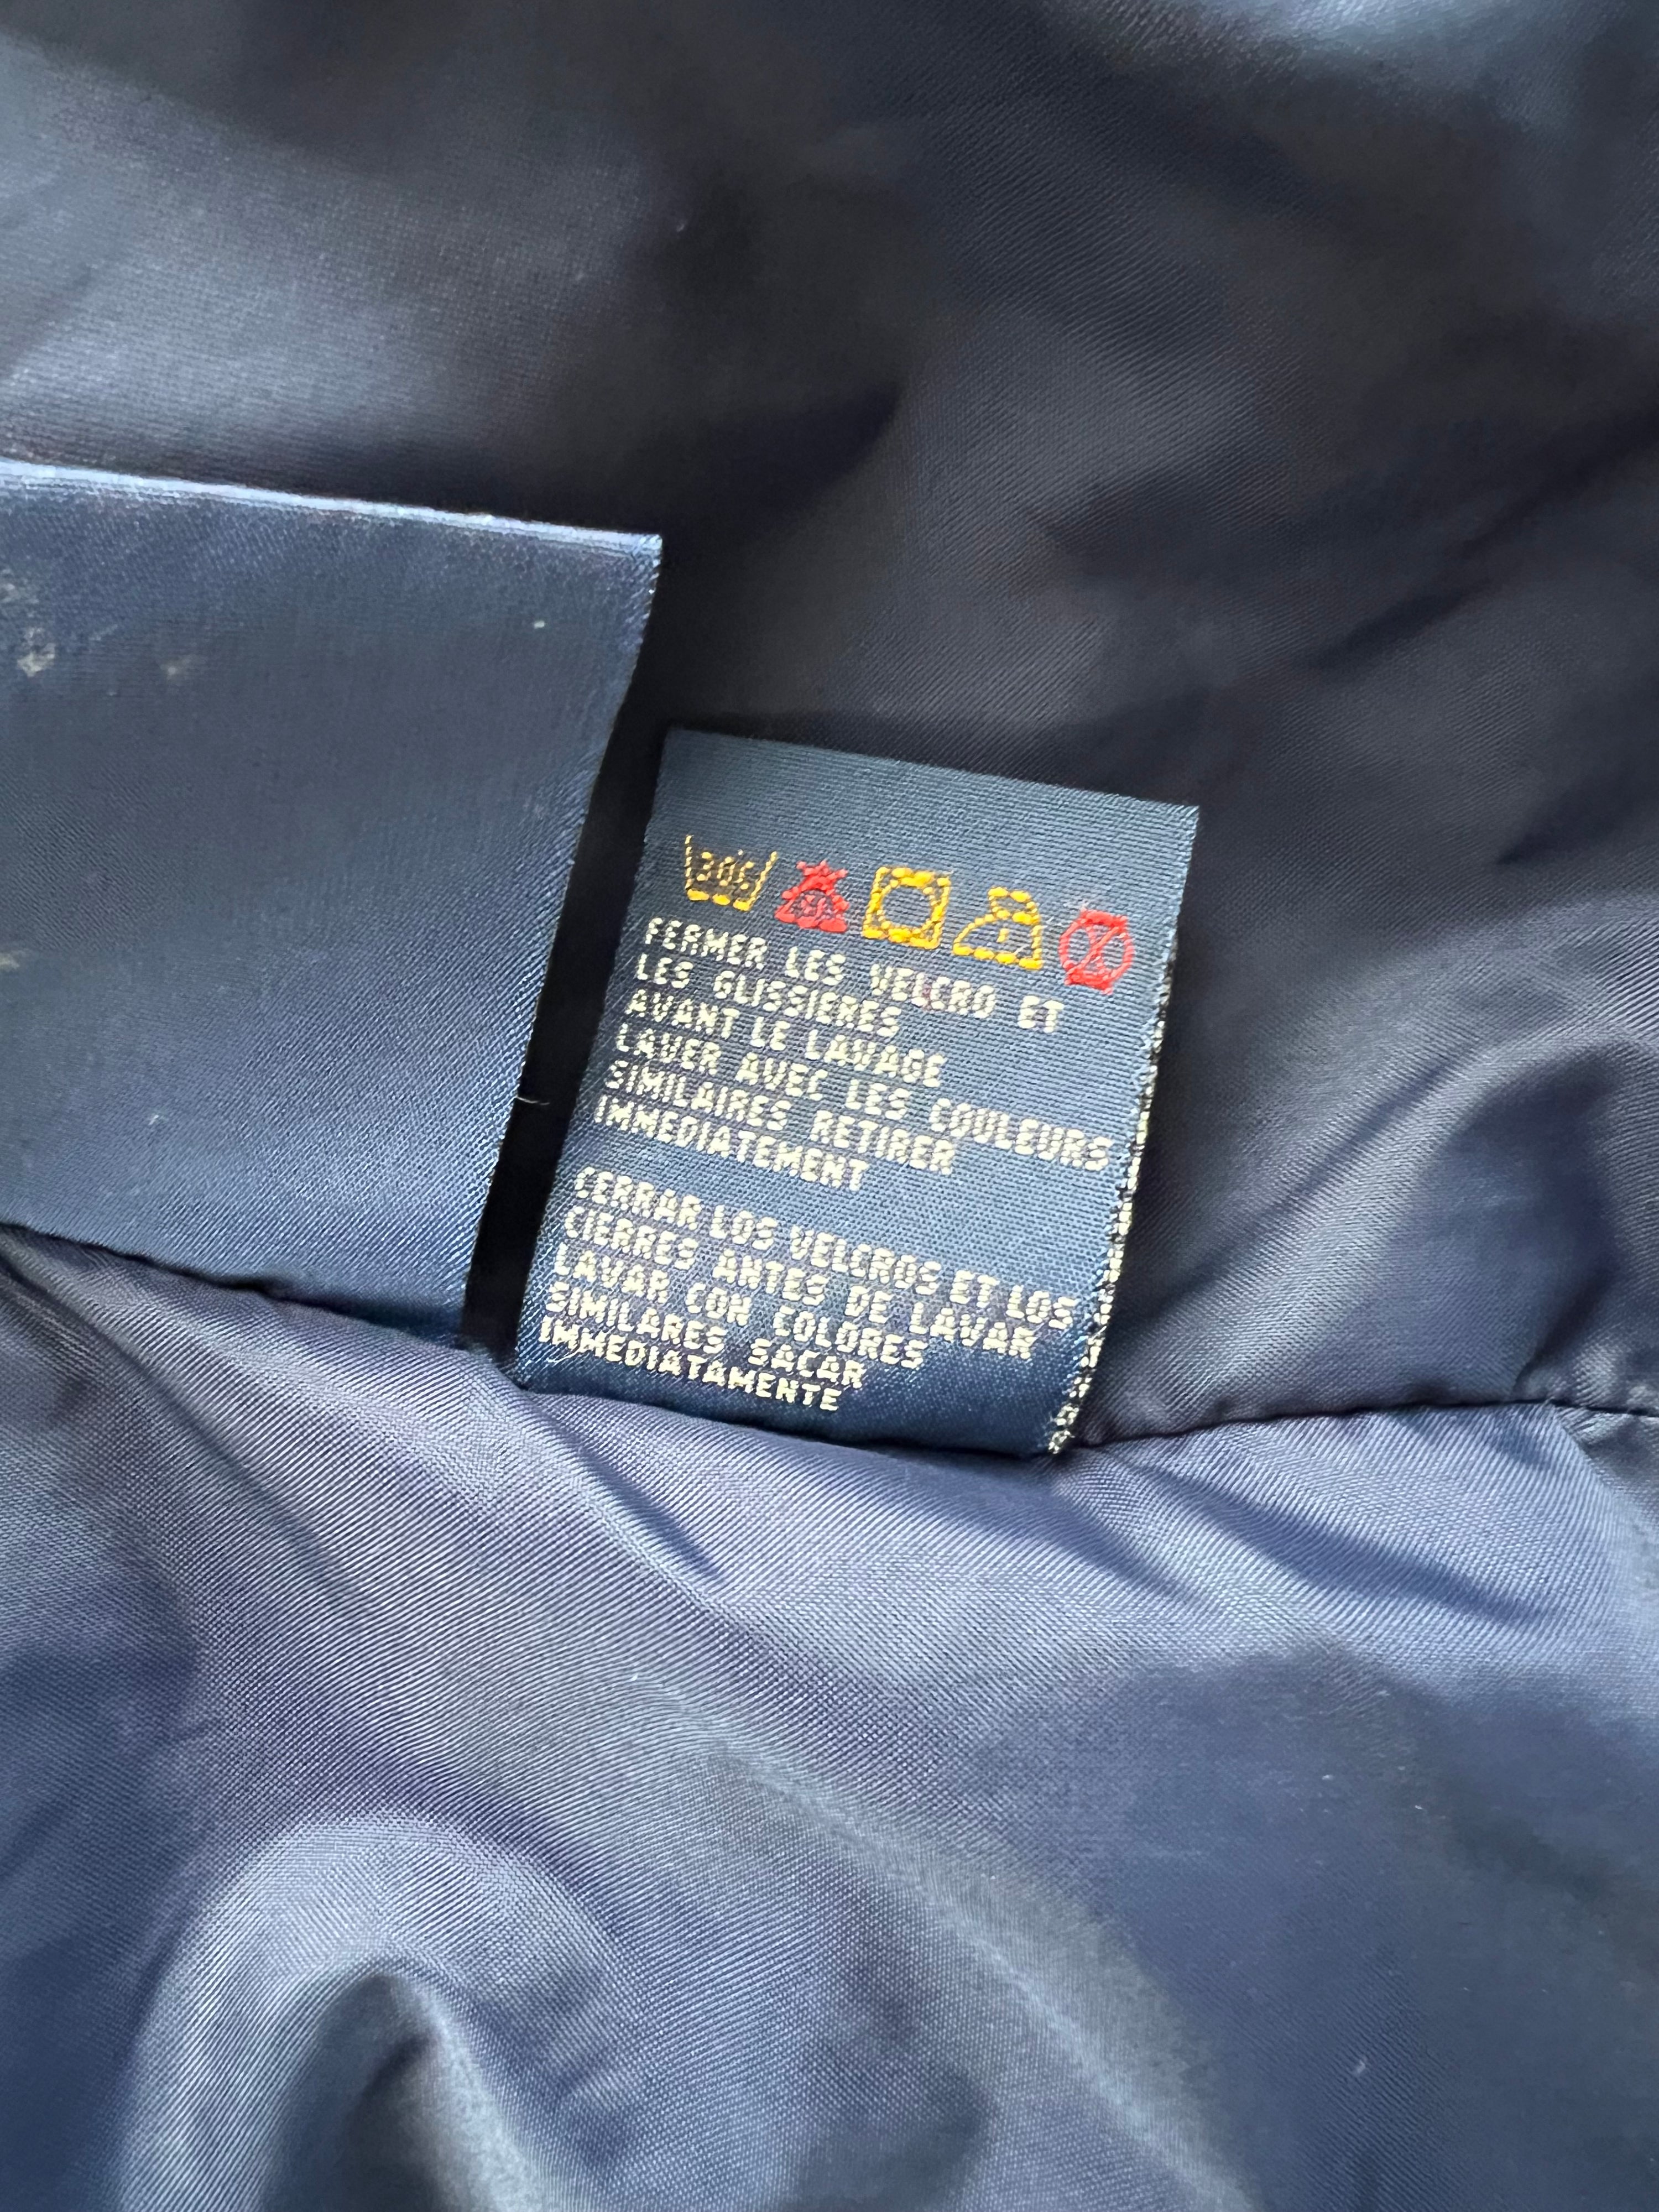 30C
FERMER LES VELCRO ET
LES GLISSIERES
AVANT LE LAVAGE
LAVER AVEC LES COULEURS
SIMILAIRES RETIRER
IMMEDIATEMENT
CERRAR LOS VELCROS ET LOS
CIERRES ANTES DE LAVAR
LAVAR CON COLORES
SIMILARES SACAR
IMMEDIATAMENTE